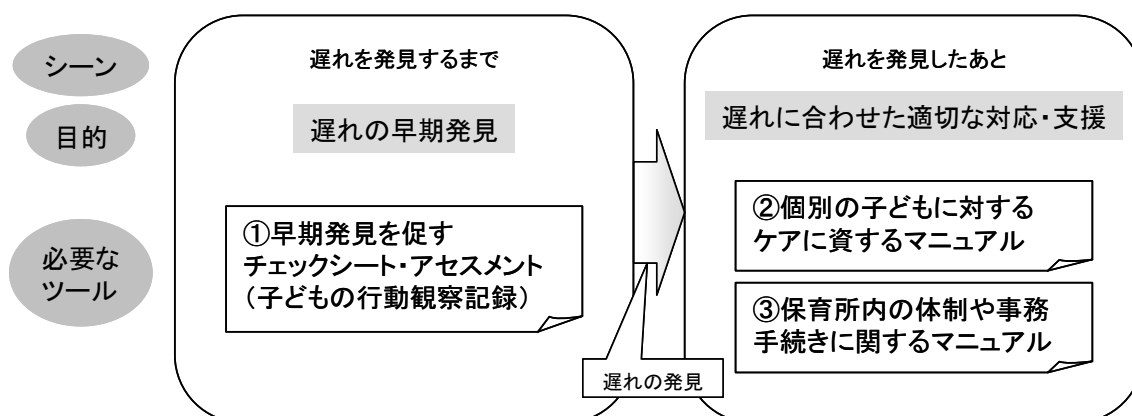 シーン
目的
必要な
ツール
遅れを発見するまで
遅れの早期発見
①早期発見を促す
チェックシート・アセスメント
（子どもの行動観察記録）
遅れの発見
遅れを発見したあと
遅れに合わせた適切な対応・支援
②個別の子どもに対する
ケアに資するマニュアル
③保育所内の体制や事務
手続きに関するマニュアル